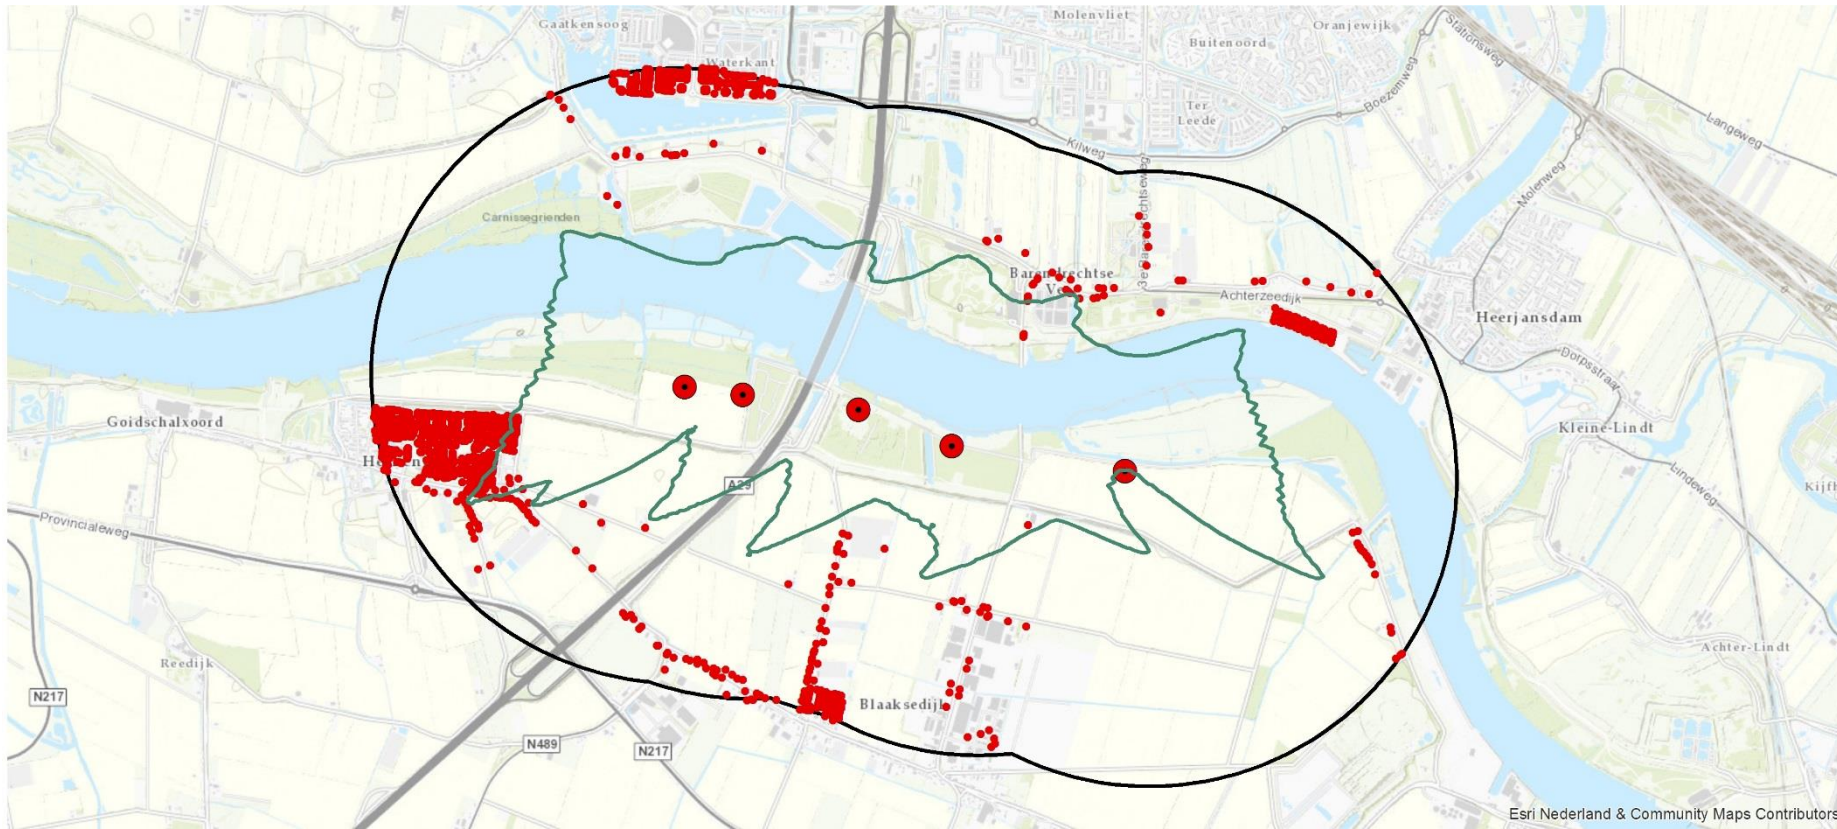 Gaatkensoog
Molenvliet
Oranjewijk
Stationsweg
Buitenoord
Waterkant
Boezemweg
Ter
Leede
Langeweg
Kilweg
Molenweg
Carnissegrienden
Barendrechtse
Achterzeedijk
Heerjansdam
Dorpsstraat
Goidschalxoord
Kleine-Lindt
A29
Lindeweg
Provincialeweg
Achter-Lindt
Reedijk
N217
Blaaksedijk
N489
N217
Esri Nederland & Community Maps Contributors